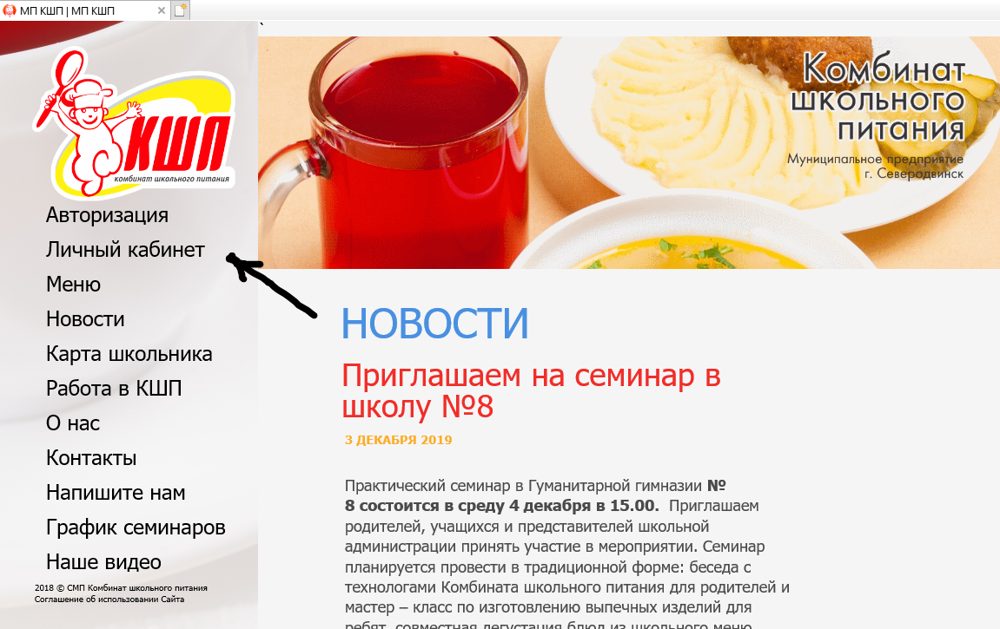 МП КШП | МП КШП
КШП
комбинат школьного питания
Авторизация
Личный кабинет
Меню
Новости
Карта школьника
Работа в КШП
О нас
Контакты
Напишите нам
График семинаров
Наше видео
2018 © СМП Комбинат школьного питания
Соглашение об использовании Сайта
`
Комбинат
школьного
питания
Муниципальное предприятие
г. Северодвинск
НОВОСТИ
Приглашаем на семинар в
школу №8
3 ДЕКАБРЯ 2019
Практический семинар в Гуманитарной гимназии №
8 состоится в среду 4 декабря в 15.00. Приглашаем
родителей, учащихся и представителей школьной
администрации принять участие в мероприятии. Семинар
планируется провести в традиционной форме: беседа с
технологами Комбината школьного питания для родителей и
мастер – класс по изготовлению выпечных изделий для
ребят, совместная дегустация блюд из школьного меню